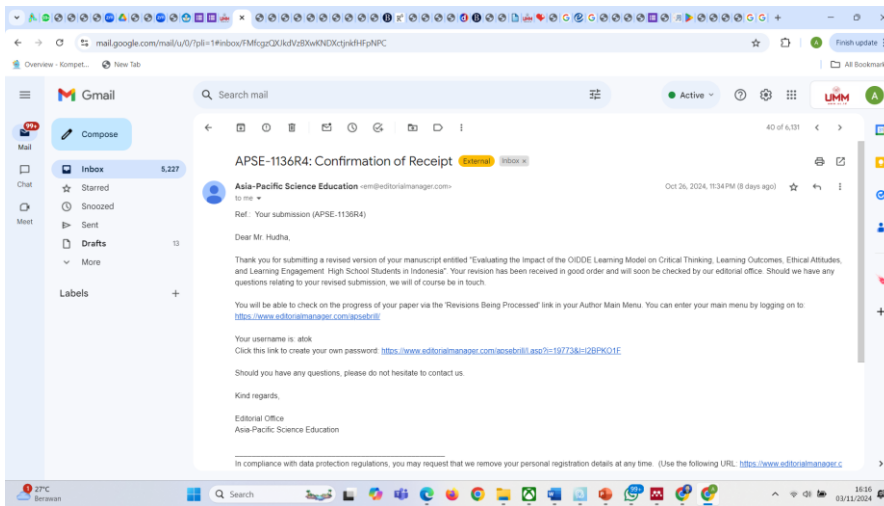 Finish update
mail.google.com/mail/u/0/?pli=1#inbox/FMfcgzQXJkdVzBXwKNDXctjnkfHFpNPC
Overview - Kompet...
New Tab
All Bookmark
Gmail
Search mail
Active
UMM
A
99+
Mail
Chat
Meet
Compose
Inbox 5,227
Starred
Snoozed
Sent
Drafts 13
More
Labels
40 of 6,131
APSE-1136R4: Confirmation of Receipt External Inbox x
Asia-Pacific Science Education <em@editorialmanager.com>
Oct 26, 2024, 11:34 PM (8 days ago)
to me
Ref.: Your submission (APSE-1136R4)
Dear Mr. Hudha,
Thank you for submitting a revised version of your manuscript entitled "Evaluating the Impact of the OIDDE Learning Model on Critical Thinking, Learning Outcomes, Ethical Attitudes,
and Learning Engagement High School Students in Indonesia". Your revision has been received in good order and will soon be checked by our editorial office. Should we have any
questions relating to your revised submission, we will of course be in touch.
You will be able to check on the progress of your paper via the 'Revisions Being Processed' link in your Author Main Menu. You can enter your main menu by logging on to:
https://www.editorialmanager.com/apsebrill/
Your username is: atok
Click this link to create your own password: https://www.editorialmanager.com/apsebrill/l.asp?i=19773&l=I2BPKO1F
Should you have any questions, please do not hesitate to contact us.
Kind regards,
Editorial Office
Asia-Pacific Science Education
In compliance with data protection regulations, you may request that we remove your personal registration details at any time. (Use the following URL: https://www.editorialmanager.c
27°C
Berawan
Search
99+
16:16
03/11/2024